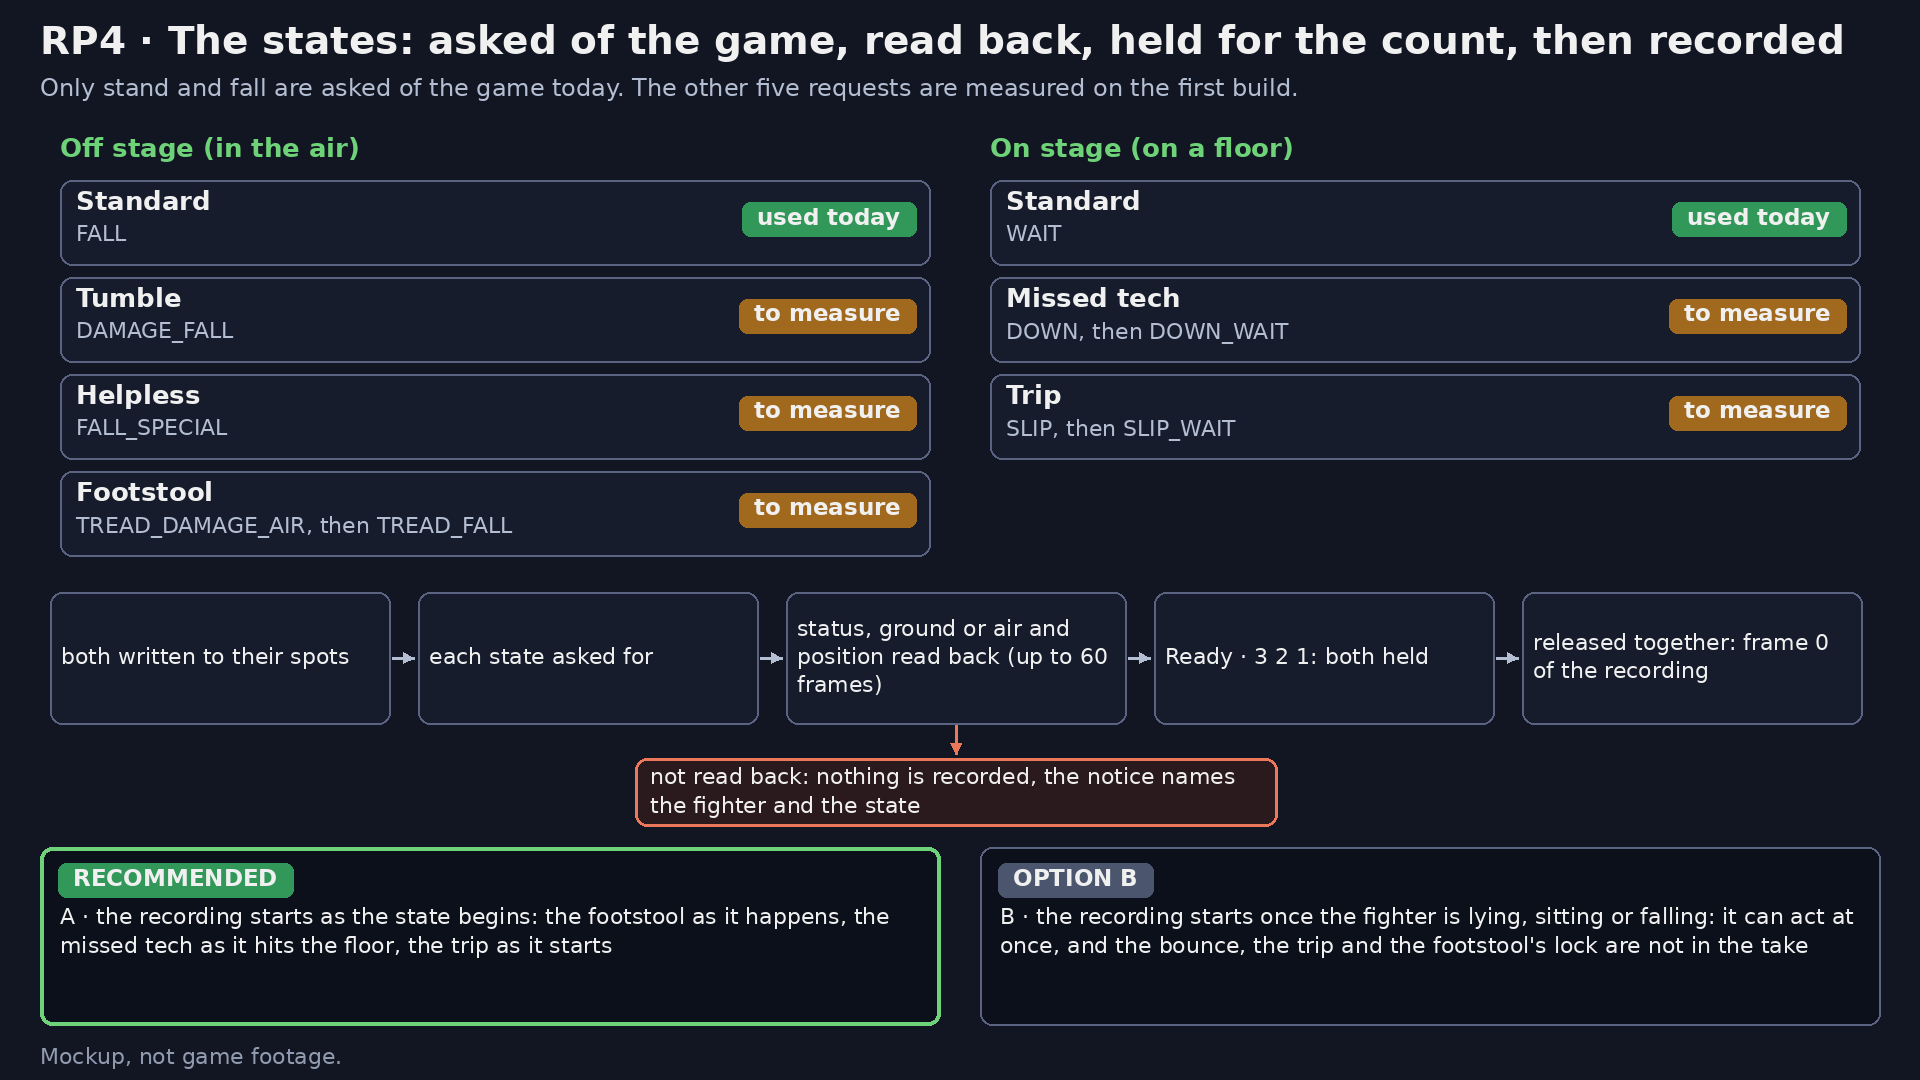 RP4 · The states: asked of the game, read back, held for the count, then recorded
Only stand and fall are asked of the game today. The other five requests are measured on the first build.
Off stage (in the air)
Standard
FALL
used today
Tumble
DAMAGE_FALL
to measure
Helpless
FALL_SPECIAL
to measure
Footstool
TREAD_DAMAGE_AIR, then TREAD_FALL
to measure
On stage (on a floor)
Standard
WAIT
used today
Missed tech
DOWN, then DOWN_WAIT
to measure
Trip
SLIP, then SLIP_WAIT
to measure
both written to their spots
each state asked for
status, ground or air and
position read back (up to 60
frames)
Ready · 3 2 1: both held
released together: frame 0
of the recording
not read back: nothing is recorded, the notice names
the fighter and the state
RECOMMENDED
A · the recording starts as the state begins: the footstool as it happens, the
missed tech as it hits the floor, the trip as it starts
OPTION B
B · the recording starts once the fighter is lying, sitting or falling: it can act at
once, and the bounce, the trip and the footstool's lock are not in the take
Mockup, not game footage.